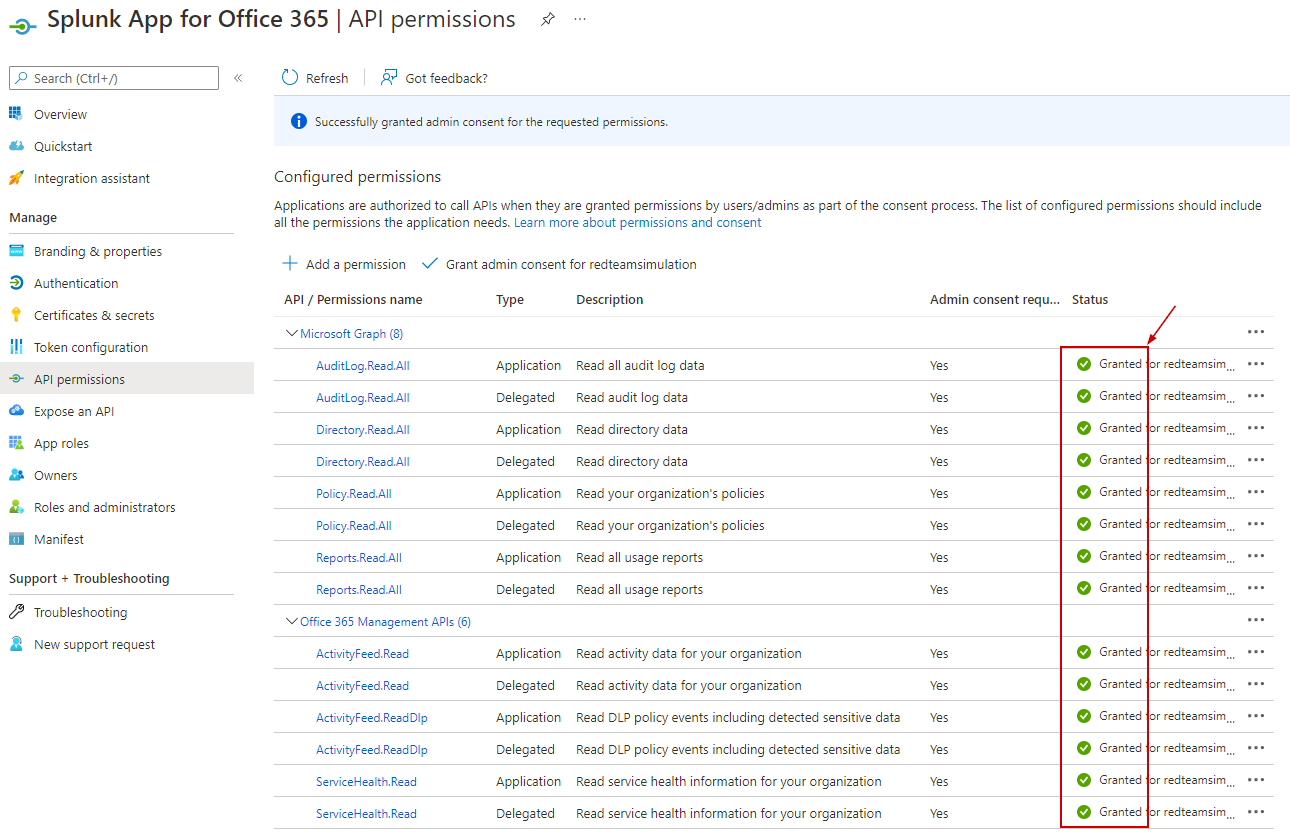 Splunk App for Office 365 | API permissions ...
Search (Ctrl+/) «
Refresh Got feedback?
Overview
Quickstart
Integration assistant
Manage
Branding & properties
Authentication
Certificates & secrets
Token configuration
API permissions
Expose an API
App roles
Owners
Roles and administrators
Manifest
Support + Troubleshooting
Troubleshooting
New support request
Successfully granted admin consent for the requested permissions.
Configured permissions
Applications are authorized to call APIs when they are granted permissions by users/admins as part of the consent process. The list of configured permissions should include
all the permissions the application needs. Learn more about permissions and consent
Add a permission Grant admin consent for redteamsimulation
API / Permissions name Type Description Admin consent requ... Status
Microsoft Graph (8) ...
AuditLog.Read.All Application Read all audit log data Yes Granted for redteamsim... ...
AuditLog.Read.All Delegated Read audit log data Yes Granted for redteamsim... ...
Directory.Read.All Application Read directory data Yes Granted for redteamsim... ...
Directory.Read.All Delegated Read directory data Yes Granted for redteamsim... ...
Policy.Read.All Application Read your organization's policies Yes Granted for redteamsim... ...
Policy.Read.All Delegated Read your organization's policies Yes Granted for redteamsim... ...
Reports.Read.All Application Read all usage reports Yes Granted for redteamsim... ...
Reports.Read.All Delegated Read all usage reports Yes Granted for redteamsim... ...
Office 365 Management APIs (6) ...
ActivityFeed.Read Application Read activity data for your organization Yes Granted for redteamsim... ...
ActivityFeed.Read Delegated Read activity data for your organization Yes Granted for redteamsim... ...
ActivityFeed.ReadDlp Application Read DLP policy events including detected sensitive data Yes Granted for redteamsim... ...
ActivityFeed.ReadDlp Delegated Read DLP policy events including detected sensitive data Yes Granted for redteamsim... ...
ServiceHealth.Read Application Read service health information for your organization Yes Granted for redteamsim... ...
ServiceHealth.Read Delegated Read service health information for your organization Yes Granted for redteamsim... ...